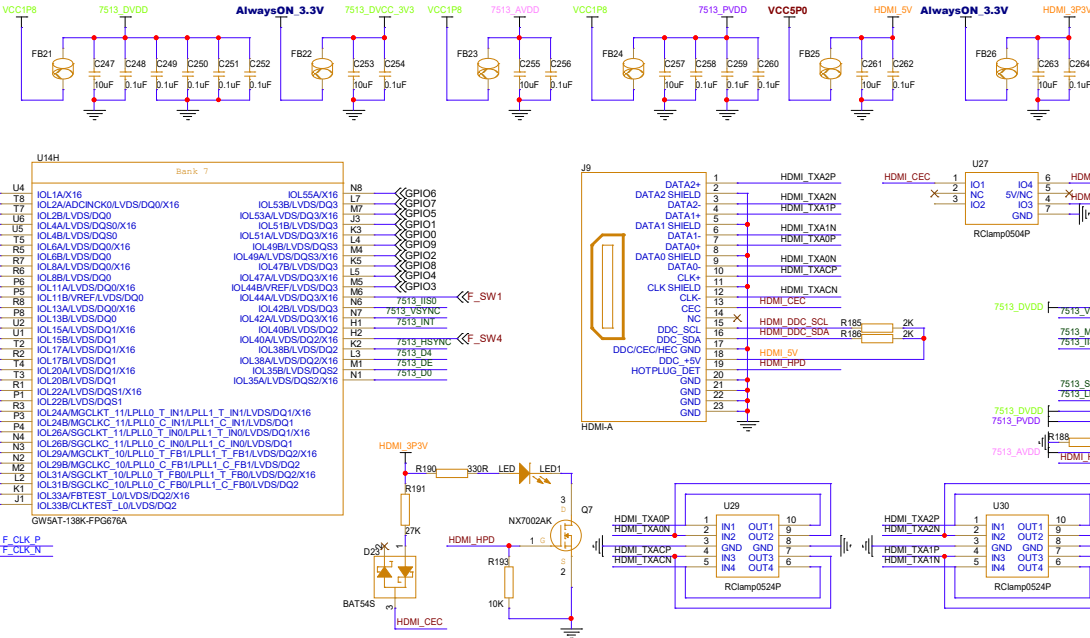 VCC1P8 7513_DVDD AlwaysON_3.3V 7513_DVCC_3V3 VCC1P8 7513_AVDD VCC1P8 7513_PVDD VCC5P0 HDMI_5V AlwaysON_3.3V HDMI_3P3V
FB21 C247 C248 C249 C250 C251 C252 FB22 C253 C254 FB23 C255 C256 FB24 C257 C258 C259 C260 FB25 C261 C262 FB26 C263 C264
10uF 0.1uF 0.1uF 0.1uF 0.1uF 0.1uF 10uF 0.1uF 10uF 0.1uF 10uF 0.1uF 0.1uF 0.1uF 10uF 0.1uF 10uF 0.1uF
U14H
Bank 7
U4 IOL1A/X16
T8 IOL2A/ADCINCK0/LVDS/DQ0/X16
T7 IOL2B/LVDS/DQ0
U6 IOL4A/LVDS/DQS0/X16
U5 IOL4B/LVDS/DQS0
T5 IOL6A/LVDS/DQ0/X16
R5 IOL6B/LVDS/DQ0
R7 IOL8A/LVDS/DQ0/X16
R6 IOL8B/LVDS/DQ0
P6 IOL11A/LVDS/DQ0/X16
P5 IOL11B/VREF/LVDS/DQ0
R8 IOL13A/LVDS/DQ0/X16
P8 IOL13B/LVDS/DQ0
U2 IOL15A/LVDS/DQ1/X16
U1 IOL15B/LVDS/DQ1
T2 IOL17A/LVDS/DQ1/X16
R2 IOL17B/LVDS/DQ1
T4 IOL20A/LVDS/DQ1/X16
T3 IOL20B/LVDS/DQ1
R1 IOL22A/LVDS/DQS1/X16
P1 IOL22B/LVDS/DQS1
R3 IOL24A/MGCLKT_11/LPLL0_T_IN1/LPLL1_T_IN1/LVDS/DQ1/X16
P3 IOL24B/MGCLKC_11/LPLL0_C_IN1/LPLL1_C_IN1/LVDS/DQ1
P4 IOL26A/SGCLKT_11/LPLL0_T_IN0/LPLL1_T_IN0/LVDS/DQ1/X16
N4 IOL26B/SGCLKC_11/LPLL0_C_IN0/LPLL1_C_IN0/LVDS/DQ1
N3 IOL29A/MGCLKT_10/LPLL0_T_FB1/LPLL1_T_FB1/LVDS/DQ2/X16
N2 IOL29B/MGCLKC_10/LPLL0_C_FB1/LPLL1_C_FB1/LVDS/DQ2
M2 IOL31A/SGCLKT_10/LPLL0_T_FB0/LPLL1_T_FB0/LVDS/DQ2/X16
L2 IOL31B/SGCLKC_10/LPLL0_C_FB0/LPLL1_C_FB0/LVDS/DQ2
K1 IOL33A/FBTEST_L0/LVDS/DQ2/X16
J1 IOL33B/CLKTEST_L0/LVDS/DQ2
GW5AT-138K-FPG676A
IOL55A/X16 N8 GPIO6
IOL53B/LVDS/DQ3 L7 GPIO7
IOL53A/LVDS/DQ3/X16 M7 GPIO5
IOL51B/LVDS/DQ3 J3 GPIO1
IOL51A/LVDS/DQ3/X16 K3 GPIO0
IOL49B/LVDS/DQS3 L4 GPIO9
IOL49A/LVDS/DQS3/X16 M4 GPIO2
IOL47B/LVDS/DQ3 K5 GPIO8
IOL47A/LVDS/DQ3/X16 L5 GPIO4
IOL44B/VREF/LVDS/DQ3 M5 GPIO3
IOL44A/LVDS/DQ3/X16 M6 F_SW1
IOL42B/LVDS/DQ3 N6 7513_IIS0
IOL42A/LVDS/DQ3/X16 N7 7513_VSYNC
IOL40B/LVDS/DQ2 H1 7513_INT
IOL40A/LVDS/DQ2/X16 H2 F_SW4
IOL38B/LVDS/DQ2 K2 7513_HSYNC
IOL38A/LVDS/DQ2/X16 L3 7513_D4
IOL35B/LVDS/DQS2 M1 7513_DE
IOL35A/LVDS/DQS2/X16 N1 7513_D0
F_CLK_P
F_CLK_N
J9
DATA2+ 1 HDMI_TXA2P
DATA2 SHIELD 2
DATA2- 3 HDMI_TXA2N
DATA1+ 4 HDMI_TXA1P
DATA1 SHIELD 5
DATA1- 6 HDMI_TXA1N
DATA0+ 7 HDMI_TXA0P
DATA0 SHIELD 8
DATA0- 9 HDMI_TXA0N
CLK+ 10 HDMI_TXACP
CLK SHIELD 11
CLK- 12 HDMI_TXACN
CEC 13 HDMI_CEC
NC 14
DDC_SCL 15 HDMI_DDC_SCL R185 2K
DDC_SDA 16 HDMI_DDC_SDA R186 2K
DDC/CEC/HEC GND 17
DDC_+5V 18 HDMI_5V
HOTPLUG_DET 19 HDMI_HPD
GND 20
GND 21
GND 22
GND 23
HDMI-A
U27
HDMI_CEC 1 IO1 IO4 6
2 NC 5V/NC 5
3 IO2 IO3 4
GND 7
RClamp0504P
7513_DVDD
7513_DVDD
7513_PVDD
R188
7513_AVDD
HDMI_3P3V
R190 330R LED LED1
R191
27K
D23
2 1
3
BAT54S
HDMI_CEC
3
D
Q7
NX7002AK
HDMI_HPD 1 G
S
2
R193
10K
U29
HDMI_TXA0P 1 IN1 OUT1 10
HDMI_TXA0N 2 IN2 OUT2 9
3 GND GND 8
HDMI_TXACP 4 IN3 OUT3 7
HDMI_TXACN 5 IN4 OUT4 6
RClamp0524P
U30
HDMI_TXA2P 1 IN1 OUT1 10
HDMI_TXA2N 2 IN2 OUT2 9
3 GND GND 8
HDMI_TXA1P 4 IN3 OUT3 7
HDMI_TXA1N 5 IN4 OUT4 6
RClamp0524P